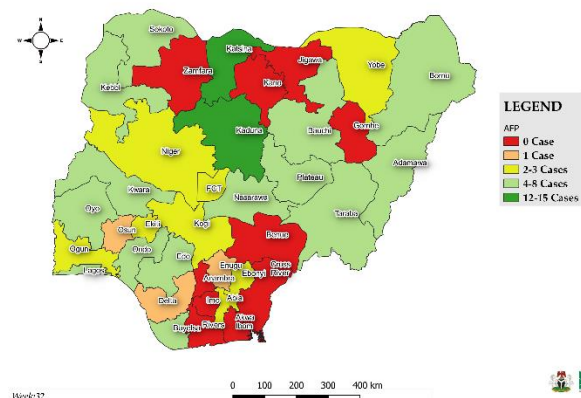 Sokoto
Katsina
Zamfara
Jigawa
Yobe
Borno
Kebbi
Kano
Gombe
Kaduna
Bauchi
Adamawa
Niger
FCT
Plateau
Kwara
Nasarawa
Taraba
Oyo
Osun
Ekiti
Kogi
Benue
Ogun
Ondo
Edo
Enugu
Ebonyi
Cross
River
Lagos
Anambra
Delta
Imo
Abia
Bayelsa
Rivers
Akwa
Ibom
LEGEND
AFP
0 Case
1 Case
2-3 Cases
4-8 Cases
12-15 Cases
Week32
0 100 200 300 400 km